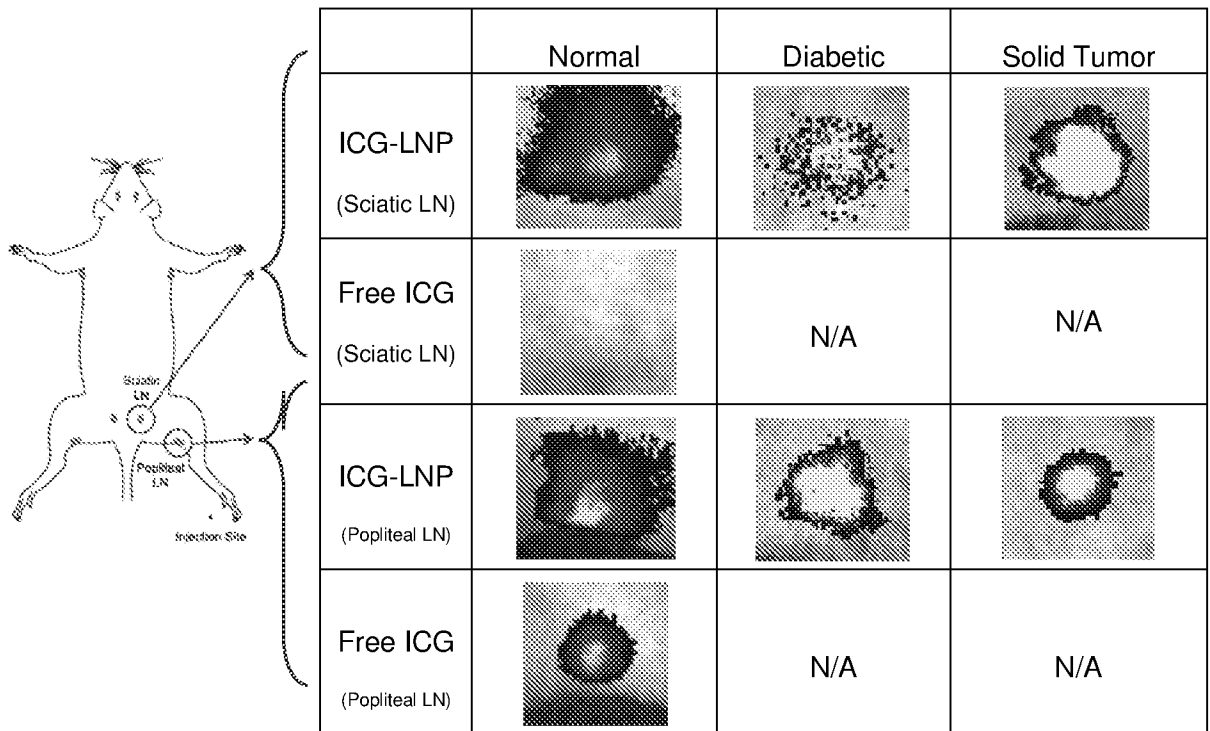 Normal Diabetic Solid Tumor
ICG-LNP
(Sciatic LN)
Free ICG
(Sciatic LN)
N/A
N/A
ICG-LNP
(Popliteal LN)
Free ICG
(Popliteal LN)
N/A
N/A
Sciatic
LN
Popliteal
LN
Injection Site